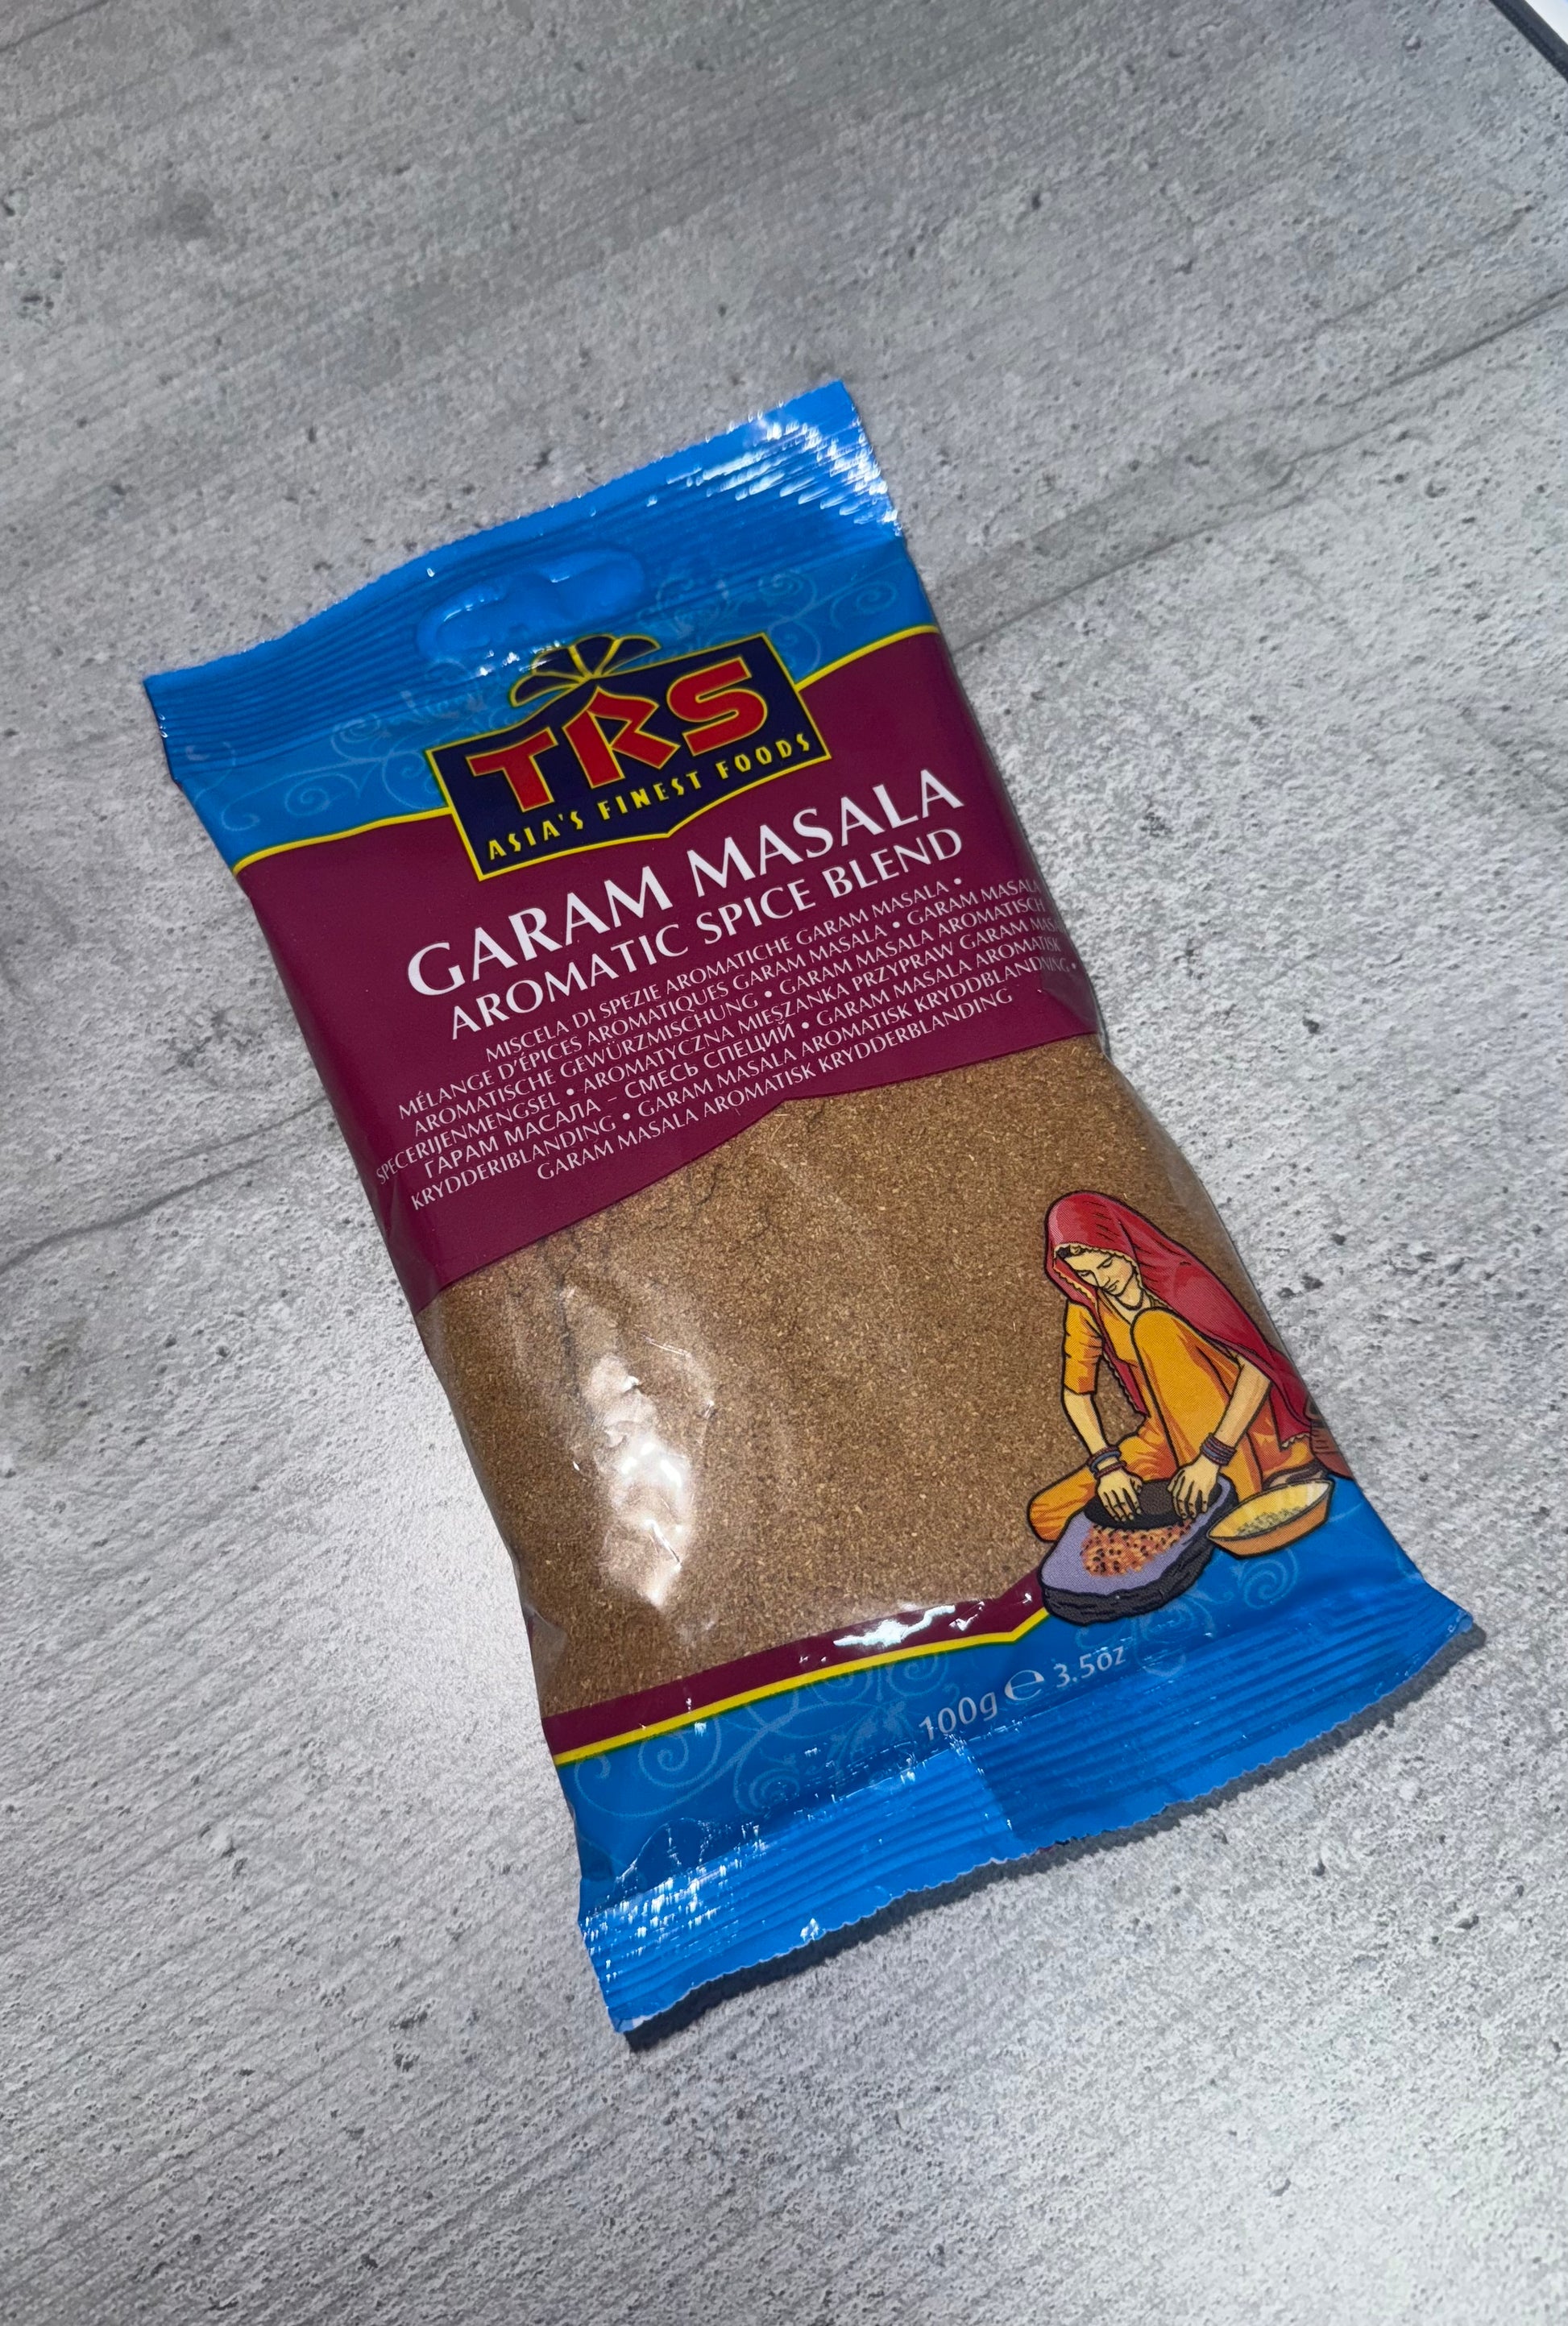 TRS
ASIA'S FINEST FOODS
GARAM MASALA
AROMATIC SPICE BLEND
MISCELA DI SPEZIE AROMATICHE GARAM MASALA •
MÉLANGE D'ÉPICES AROMATIQUES GARAM MASALA • GARAM MASALA
AROMATISCHE GEWÜRZMISCHUNG • GARAM MASALA AROMATISCH
SPECERIJENMENGSEL • AROMATYCZNA MIESZANKA PRZYPRAW GARAM
ГАРАМ МАСАЛА – СМЕСЬ СПЕЦИЙ • GARAM MASALA AROMATISK
KRYDDERIBLANDING • GARAM MASALA AROMATISK KRYDDBLANDNING •
GARAM MASALA AROMATISK KRYDDERBLANDING
100g ℮ 3.5oz